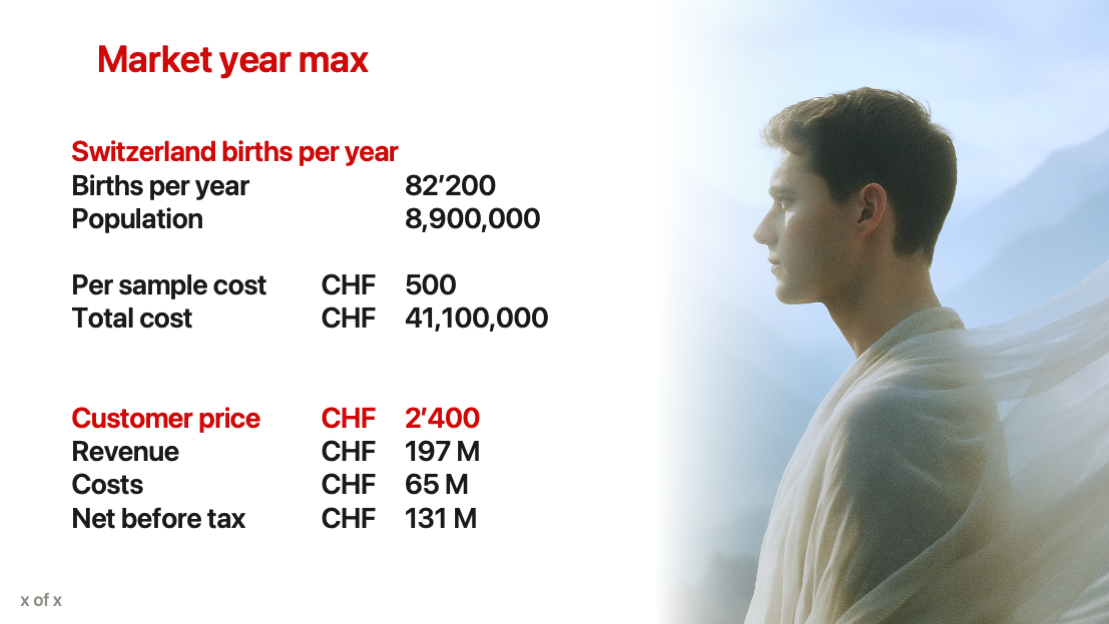 Market year max
Switzerland births per year
Births per year 82’200
Population 8,900,000
Per sample cost CHF 500
Total cost CHF 41,100,000
Customer price CHF 2’400
Revenue CHF 197 M
Costs CHF 65 M
Net before tax CHF 131 M
x of x